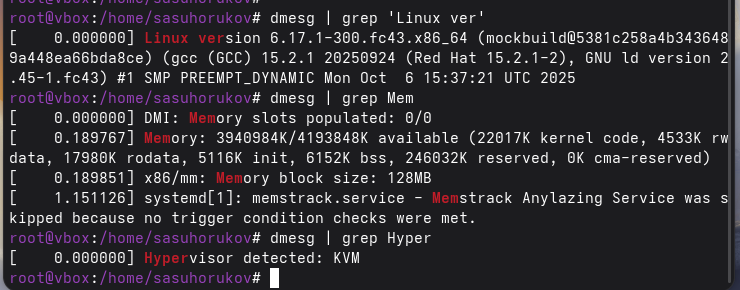 root@vbox:/home/sasuhorukov# dmesg | grep 'Linux ver'
[    0.000000] Linux version 6.17.1-300.fc43.x86_64 (mockbuild@5381c258a4b343648
9a448ea66bda8ce) (gcc (GCC) 15.2.1 20250924 (Red Hat 15.2.1-2), GNU ld version 2
.45-1.fc43) #1 SMP PREEMPT_DYNAMIC Mon Oct  6 15:37:21 UTC 2025
root@vbox:/home/sasuhorukov# dmesg | grep Mem
[    0.000000] DMI: Memory slots populated: 0/0
[    0.189767] Memory: 3940984K/4193848K available (22017K kernel code, 4533K rw
data, 17980K rodata, 5116K init, 6152K bss, 246032K reserved, 0K cma-reserved)
[    0.189851] x86/mm: Memory block size: 128MB
[    1.151126] systemd[1]: memstrack.service - Memstrack Anylazing Service was s
kipped because no trigger condition checks were met.
root@vbox:/home/sasuhorukov# dmesg | grep Hyper
[    0.000000] Hypervisor detected: KVM
root@vbox:/home/sasuhorukov#